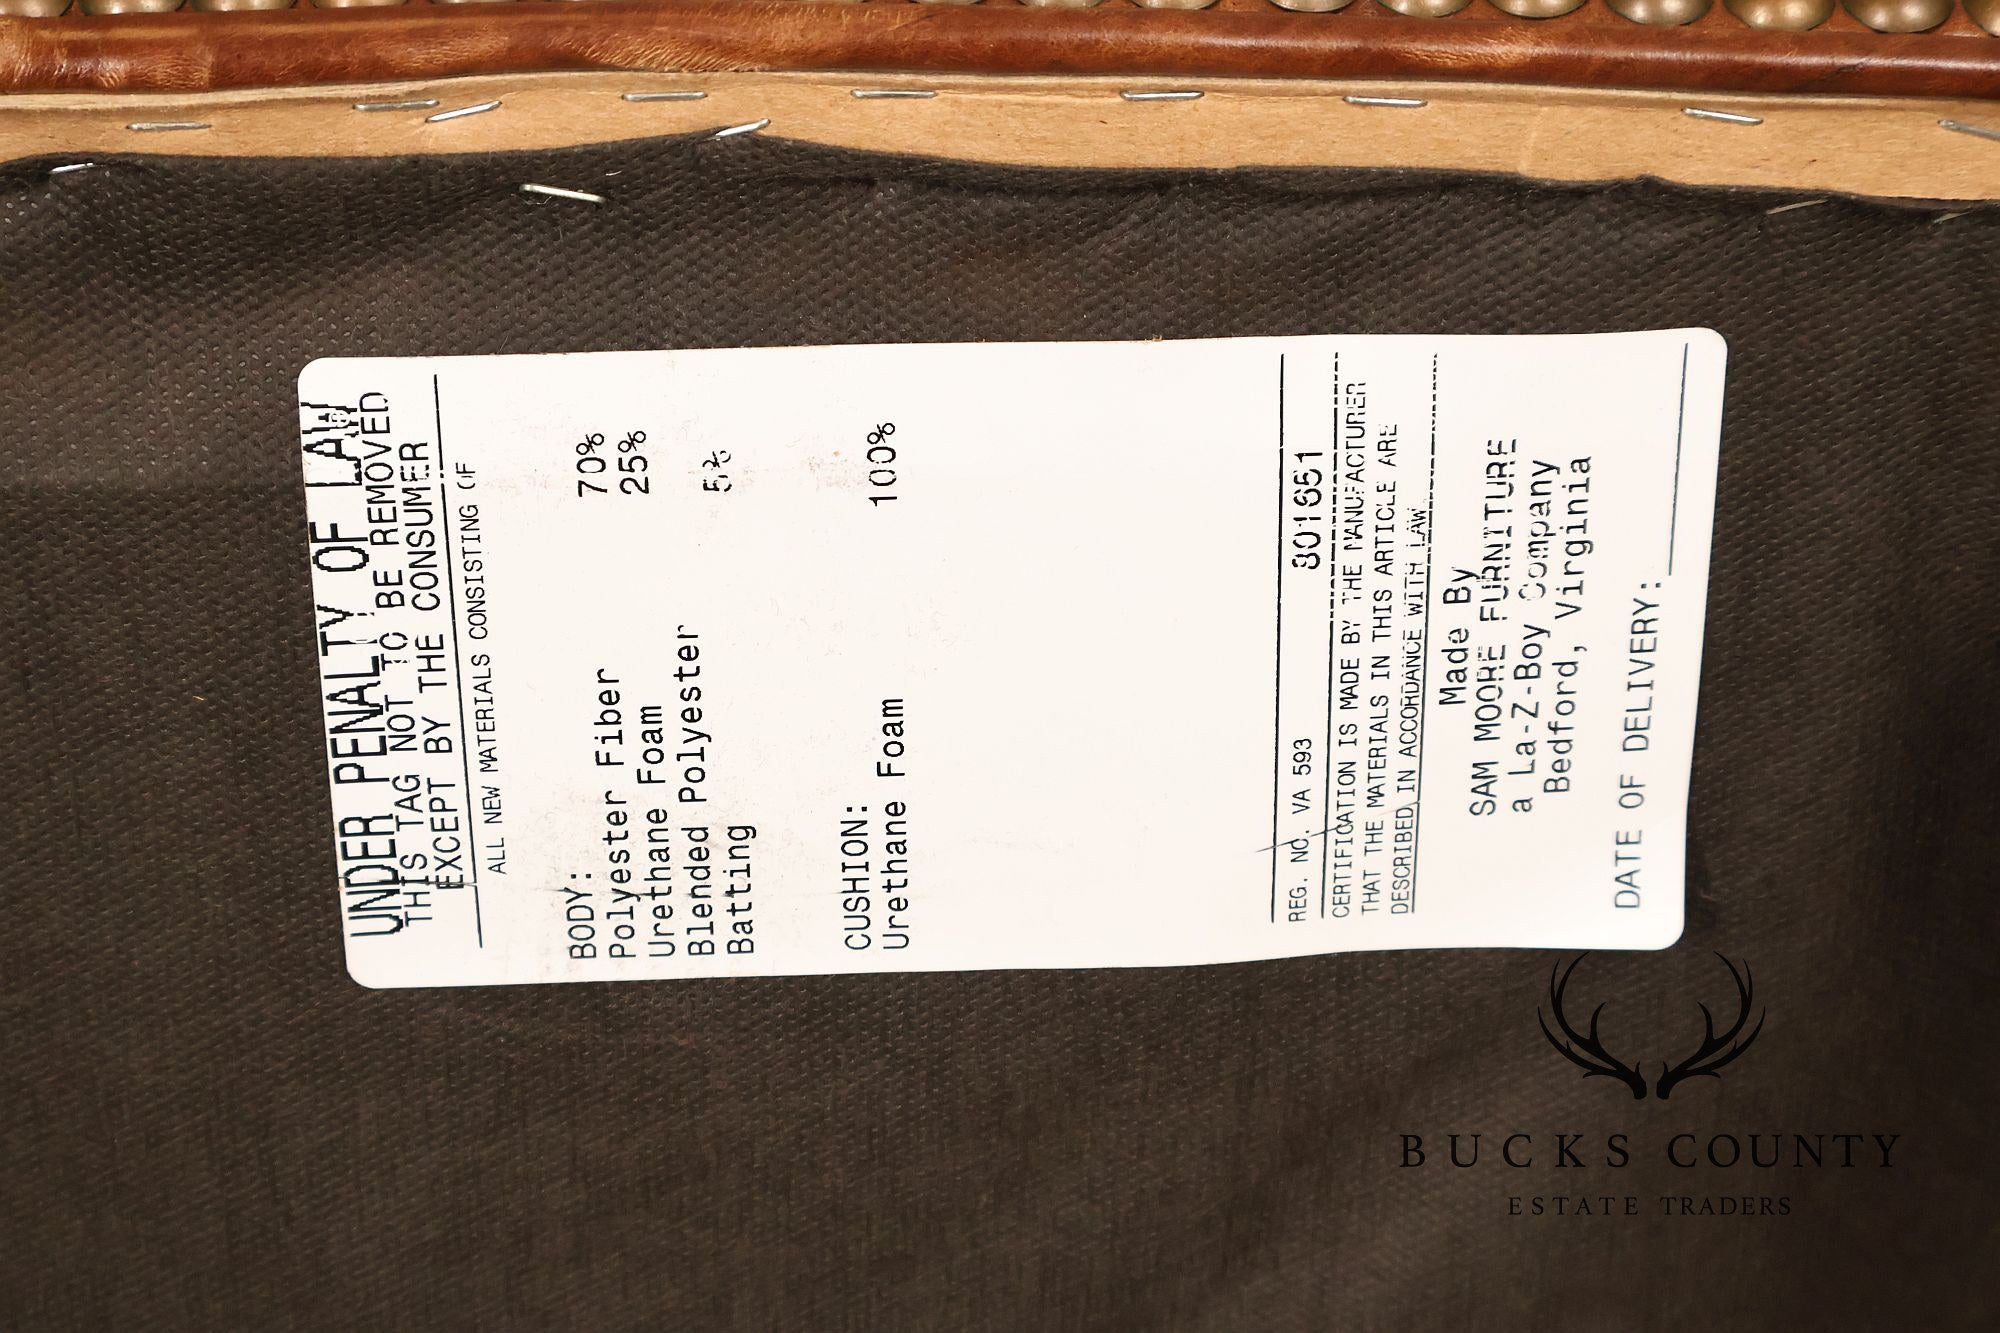 UNDER PENALTY OF LAW
THIS TAG NOT TO BE REMOVED
EXCEPT BY THE CONSUMER
ALL NEW MATERIALS CONSISTING OF
BODY:
Polyester Fiber 70%
Urethane Foam 25%
Blended Polyester
Batting 5%
CUSHION:
Urethane Foam 100%
REG. NO. VA 593
CERTIFICATION IS MADE BY THE MANUFACTURER
THAT THE MATERIALS IN THIS ARTICLE ARE
DESCRIBED IN ACCORDANCE WITH LAW
Made By
SAM MOORE FURNITURE
a La-Z-Boy Company
Bedford, Virginia
DATE OF DELIVERY:
BUCKS COUNTY
ESTATE TRADERS